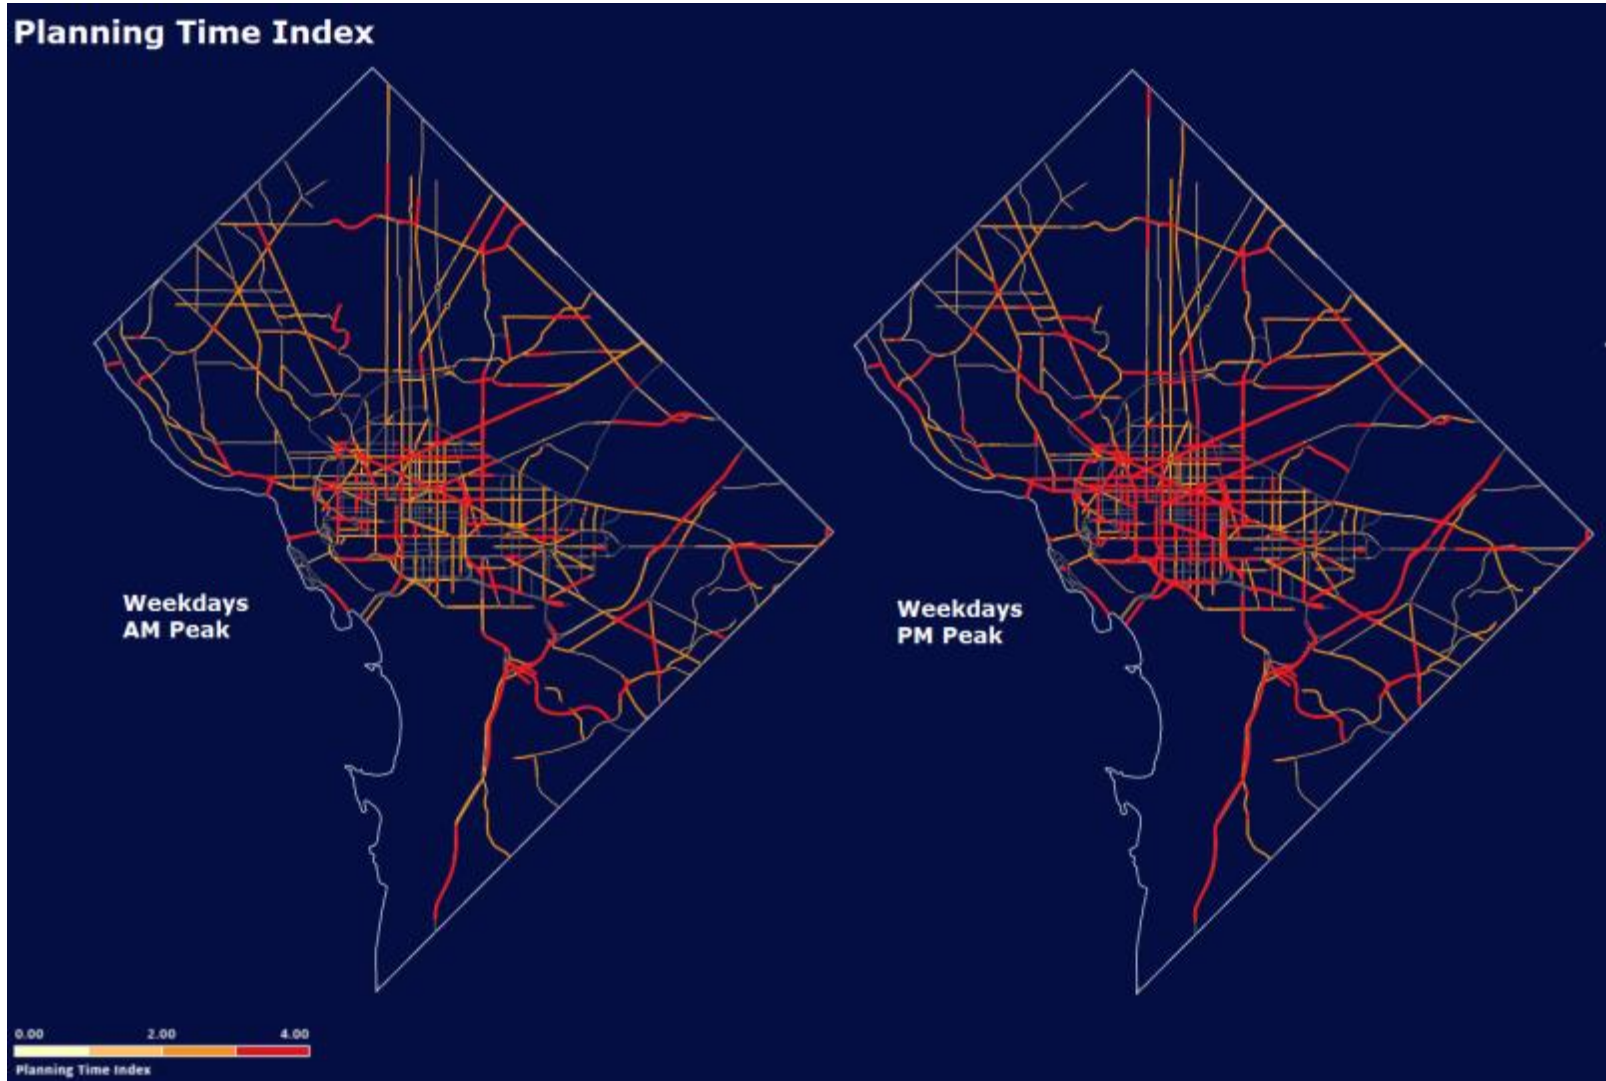 Planning Time Index
Weekdays
AM Peak
Weekdays
PM Peak
0.00 2.00 4.00
Planning Time Index